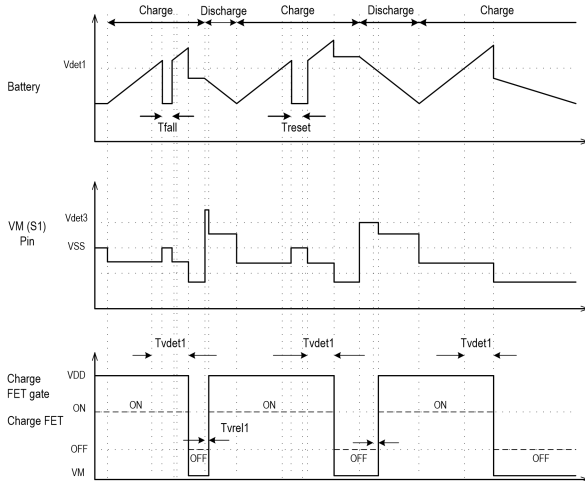 Charge Discharge Charge Discharge Charge
Vdet1
Battery
Tfall Treset
Vdet3
VM (S1)
Pin
VSS
Tvdet1 Tvdet1 Tvdet1
Charge
FET gate
VDD
ON ON ON ON
Charge FET
Tvrel1
OFF
OFF OFF OFF
VM